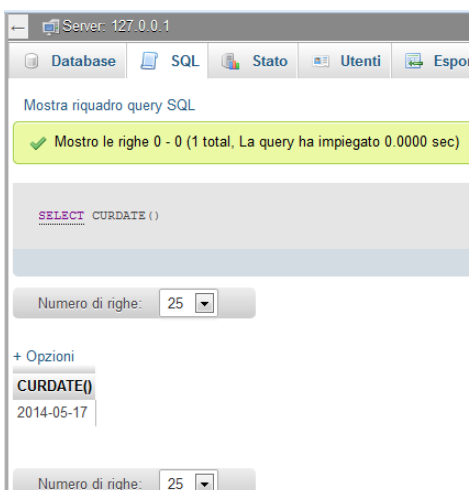 Server: 127.0.0.1
Database SQL Stato Utenti Espor
Mostra riquadro query SQL
Mostro le righe 0 - 0 (1 total, La query ha impiegato 0.0000 sec)
SELECT CURDATE()
Numero di righe: 25
+ Opzioni
CURDATE()
2014-05-17
Numero di righe: 25